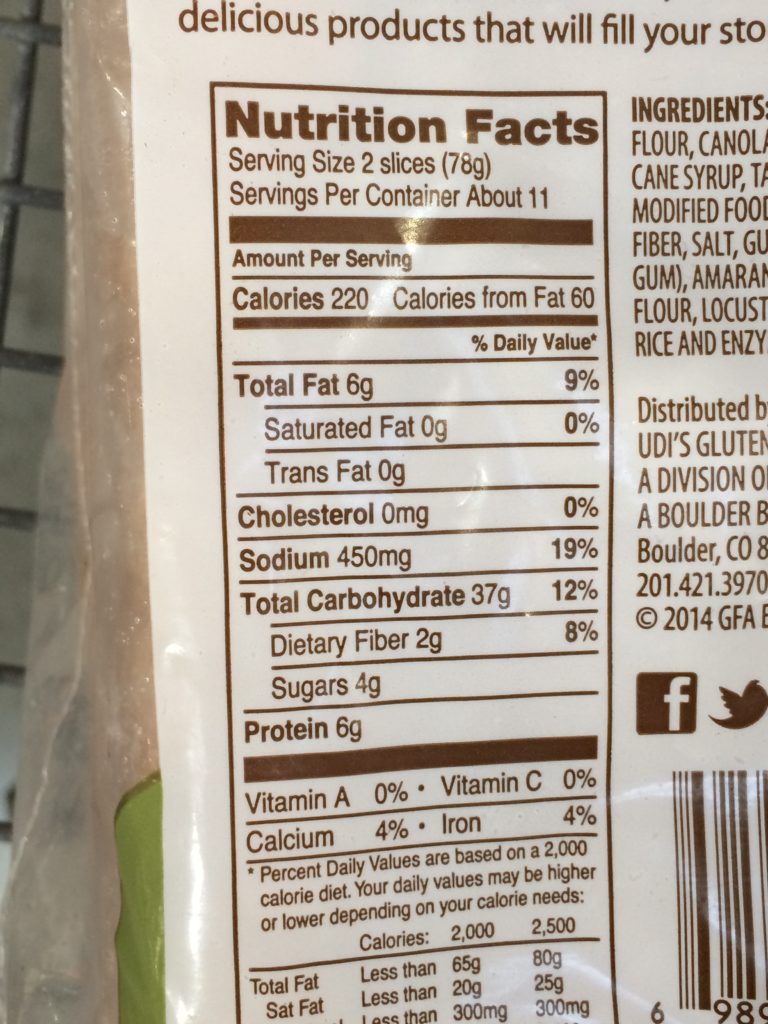 delicious products that will fill your sto
Nutrition Facts
Serving Size 2 slices (78g)
Servings Per Container About 11
Amount Per Serving
Calories 220 Calories from Fat 60
% Daily Value*
Total Fat 6g 9%
Saturated Fat 0g 0%
Trans Fat 0g
Cholesterol 0mg 0%
Sodium 450mg 19%
Total Carbohydrate 37g 12%
Dietary Fiber 2g 8%
Sugars 4g
Protein 6g
Vitamin A 0% • Vitamin C 0%
Calcium 4% • Iron 4%
* Percent Daily Values are based on a 2,000
calorie diet. Your daily values may be higher
or lower depending on your calorie needs:
Calories: 2,000 2,500
Total Fat Less than 65g 80g
Sat Fat Less than 20g 25g
Less than 300mg 300mg
INGREDIENTS:
FLOUR, CANOLA
CANE SYRUP, TA
MODIFIED FOOD
FIBER, SALT, GU
GUM), AMARAN
FLOUR, LOCUST
RICE AND ENZY
Distributed b
UDI'S GLUTEN
A DIVISION O
A BOULDER B
Boulder, CO 8
201.421.3970
© 2014 GFA B
f
6 989